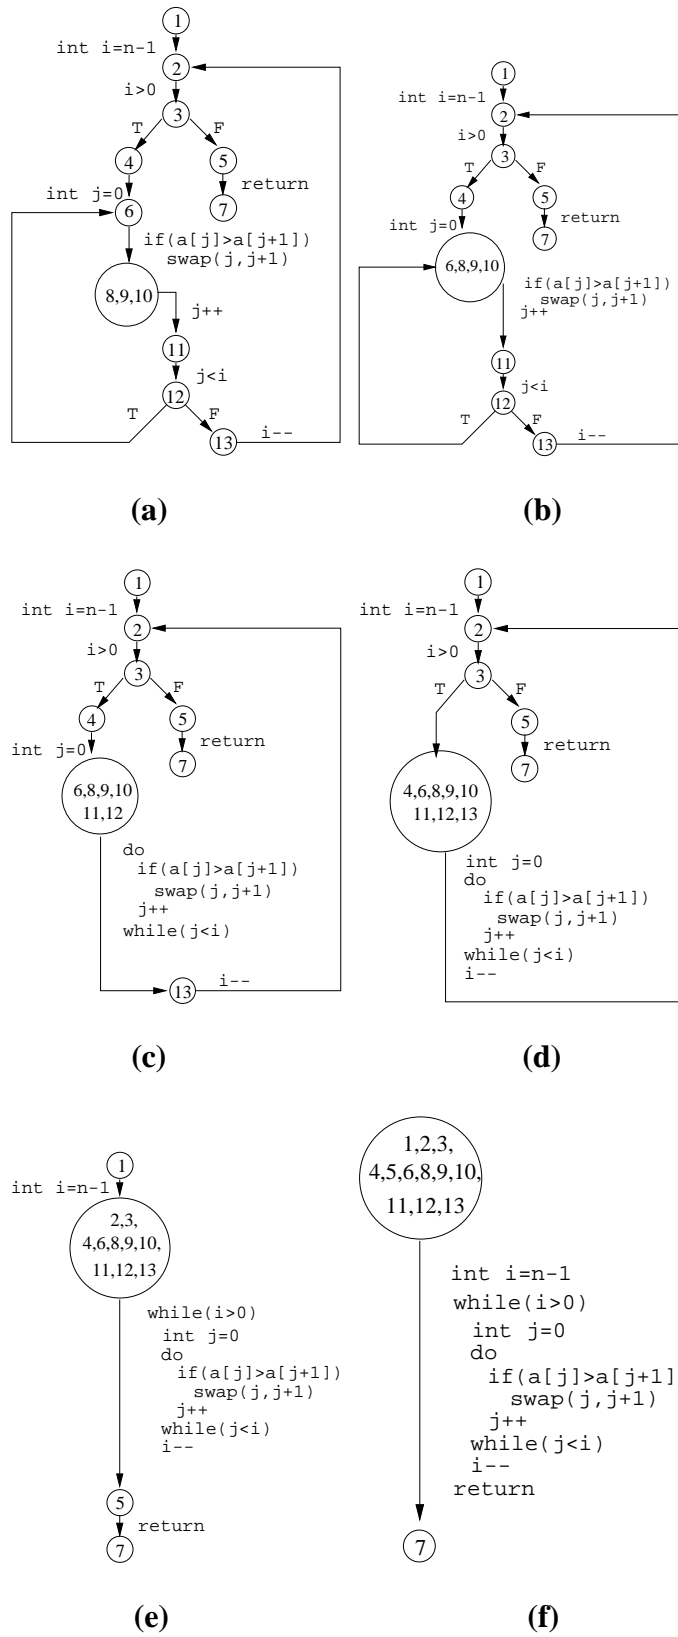 1
int i=n-1
2
i>0
3
T
F
4
5
int j=0
return
6
7
if(a[j]>a[j+1])
swap(j,j+1)
8,9,10
j++
11
j<i
12
T
F
13
i--
(a)
1
int i=n-1
2
i>0
3
T
F
4
5
int j=0
return
7
6,8,9,10
if(a[j]>a[j+1])
swap(j,j+1)
j++
11
j<i
12
T
F
13
i--
(b)
1
int i=n-1
2
i>0
3
T
F
4
5
int j=0
return
7
6,8,9,10
11,12
do
if(a[j]>a[j+1])
swap(j,j+1)
j++
while(j<i)
13
i--
(c)
1
int i=n-1
2
i>0
3
T
F
5
return
7
4,6,8,9,10
11,12,13
int j=0
do
if(a[j]>a[j+1])
swap(j,j+1)
j++
while(j<i)
i--
(d)
1
int i=n-1
2,3,
4,6,8,9,10,
11,12,13
while(i>0)
int j=0
do
if(a[j]>a[j+1])
swap(j,j+1)
j++
while(j<i)
i--
5
return
7
(e)
1,2,3,
4,5,6,8,9,10,
11,12,13
int i=n-1
while(i>0)
int j=0
do
if(a[j]>a[j+1]
swap(j,j+1)
j++
while(j<i)
i--
return
7
(f)